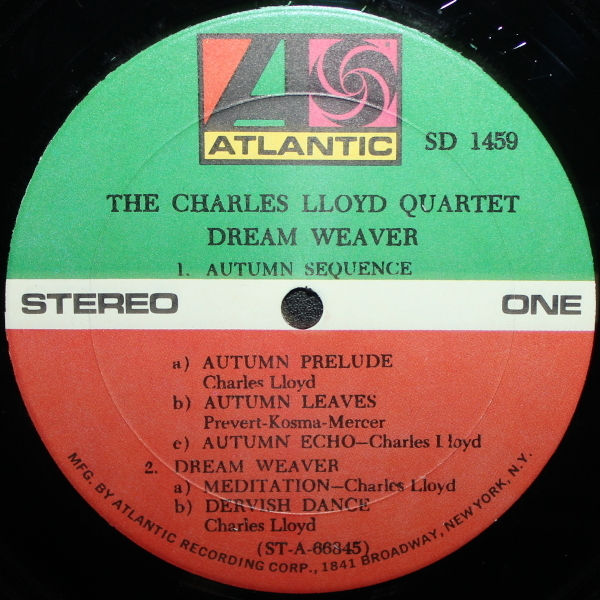 ATLANTIC
SD 1459
THE CHARLES LLOYD QUARTET
DREAM WEAVER
1. AUTUMN SEQUENCE
STEREO
ONE
a) AUTUMN PRELUDE
Charles Lloyd
b) AUTUMN LEAVES
Prevert-Kosma-Mercer
c) AUTUMN ECHO—Charles Lloyd
2. DREAM WEAVER
a) MEDITATION—Charles Lloyd
b) DERVISH DANCE
Charles Lloyd
(ST-A-66345)
MFG. BY ATLANTIC RECORDING CORP., 1841 BROADWAY, NEW YORK, N.Y.